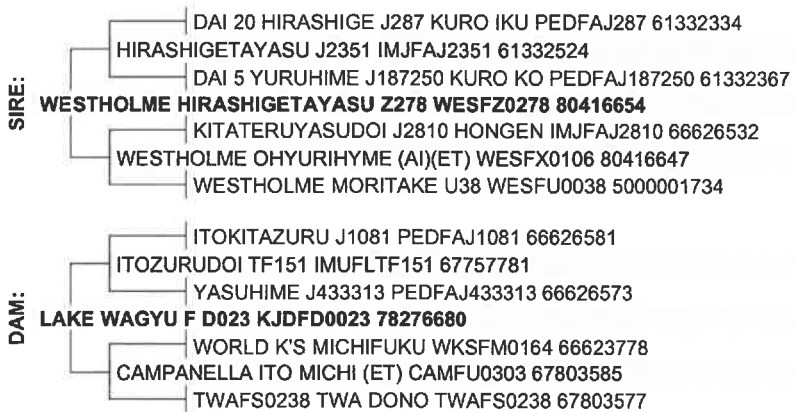 SIRE:
DAI 20 HIRASHIGE J287 KURO IKU PEDFAJ287 61332334
HIRASHIGETAYASU J2351 IMJFAJ2351 61332524
DAI 5 YURUHIME J187250 KURO KO PEDFAJ187250 61332367
WESTHOLME HIRASHIGETAYASU Z278 WESFZ0278 80416654
KITATERUYASUDOI J2810 HONGEN IMJFAJ2810 66626532
WESTHOLME OHYURIHYME (AI)(ET) WESFX0106 80416647
WESTHOLME MORITAKE U38 WESFU0038 5000001734
DAM:
ITOKITAZURU J1081 PEDFAJ1081 66626581
ITOZURUDOI TF151 IMUFLTF151 67757781
YASUHIME J433313 PEDFAJ433313 66626573
LAKE WAGYU F D023 KJDFD0023 78276680
WORLD K'S MICHIFUKU WKSFM0164 66623778
CAMPANELLA ITO MICHI (ET) CAMFU0303 67803585
TWAFS0238 TWA DONO TWAFS0238 67803577